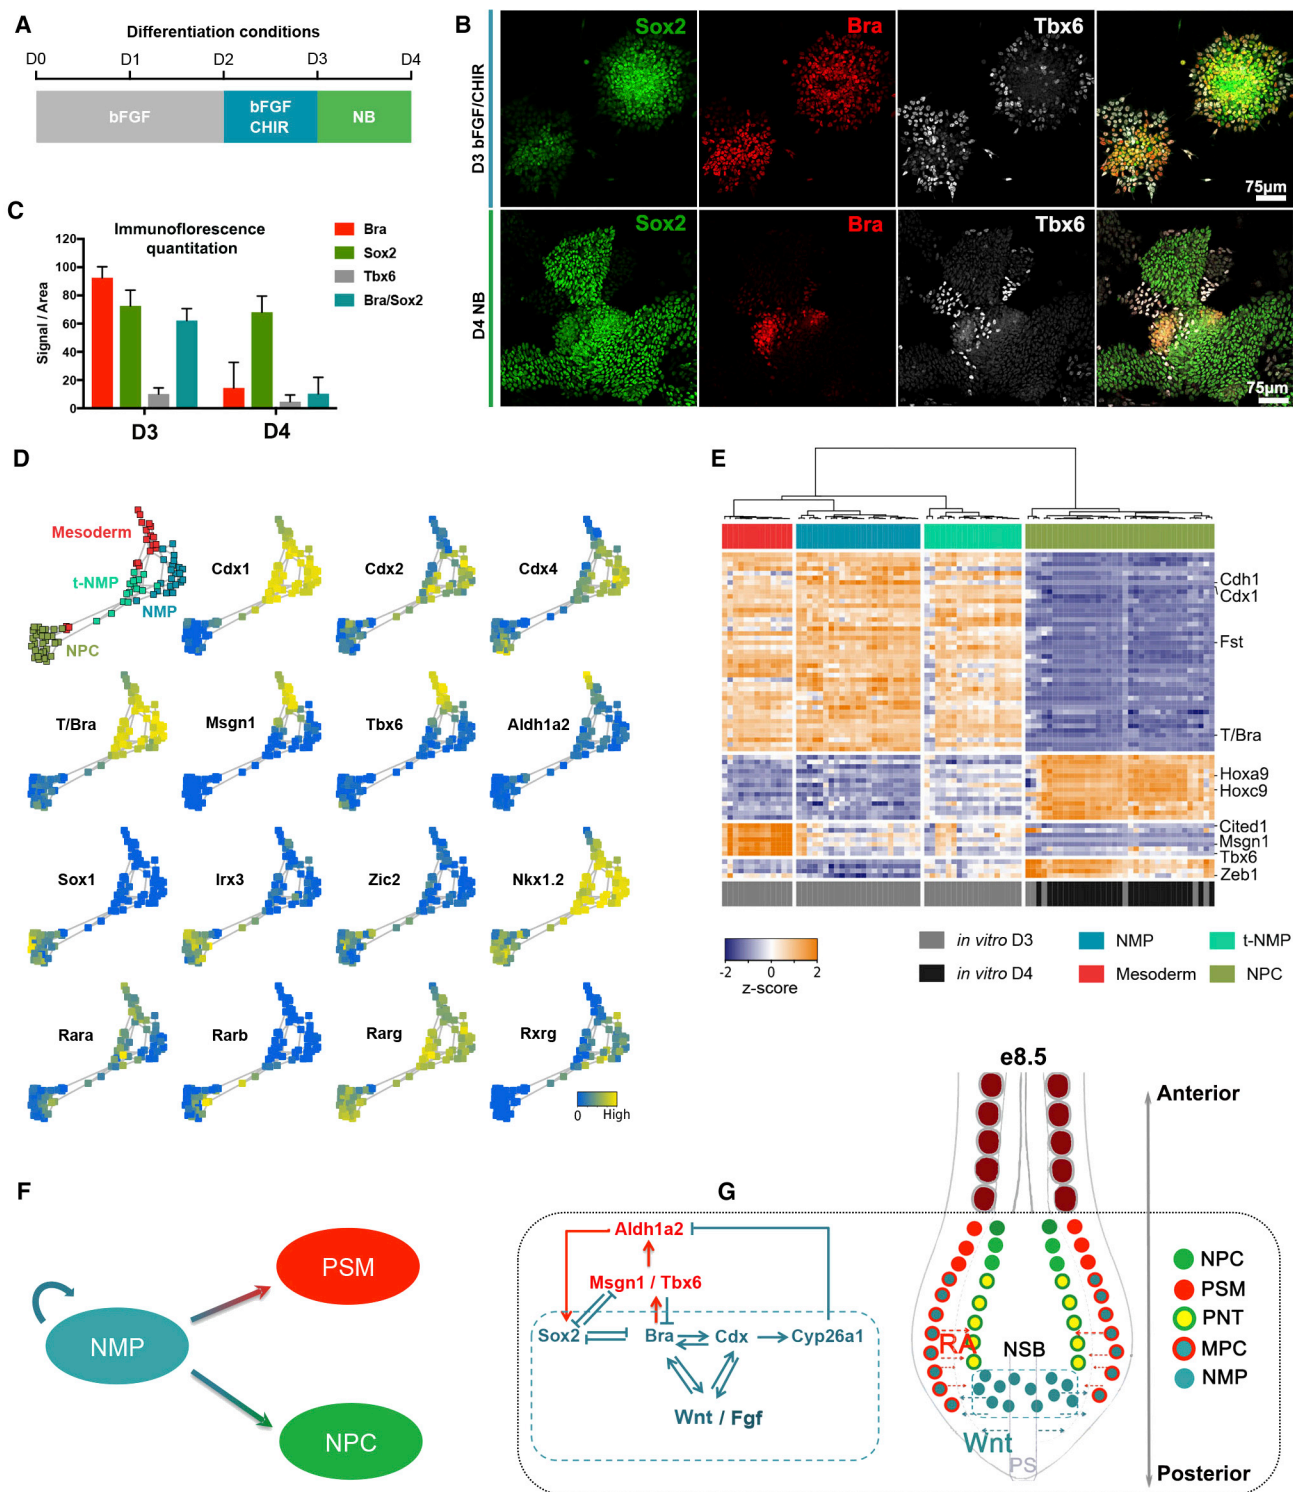 A
Differentiation conditions
D0 D1 D2 D3 D4
bFGF
bFGF
CHIR
NB
B
D3 bFGF/CHIR
Sox2
Bra
Tbx6
75µm
D4 NB
Sox2
Bra
Tbx6
75µm
C
Immunoflorescence
quantitation
Signal / Area
120
100
80
60
40
20
0
D3 D4
Bra
Sox2
Tbx6
Bra/Sox2
D
Mesoderm
t-NMP
NMP
NPC
Cdx1
Cdx2
Cdx4
T/Bra
Msgn1
Tbx6
Aldh1a2
Sox1
Irx3
Zic2
Nkx1.2
Rara
Rarb
Rarg
Rxrg
0 High
E
Cdh1
Cdx1
Fst
T/Bra
Hoxa9
Hoxc9
Cited1
Msgn1
Tbx6
Zeb1
-2 0 2
z-score
in vitro D3
in vitro D4
NMP
Mesoderm
t-NMP
NPC
F
NMP
PSM
NPC
G
Aldh1a2
Msgn1 / Tbx6
Sox2 Bra Cdx Cyp26a1
Wnt / Fgf
e8.5
Anterior
RA
NSB
Wnt
PS
Posterior
NPC
PSM
PNT
MPC
NMP